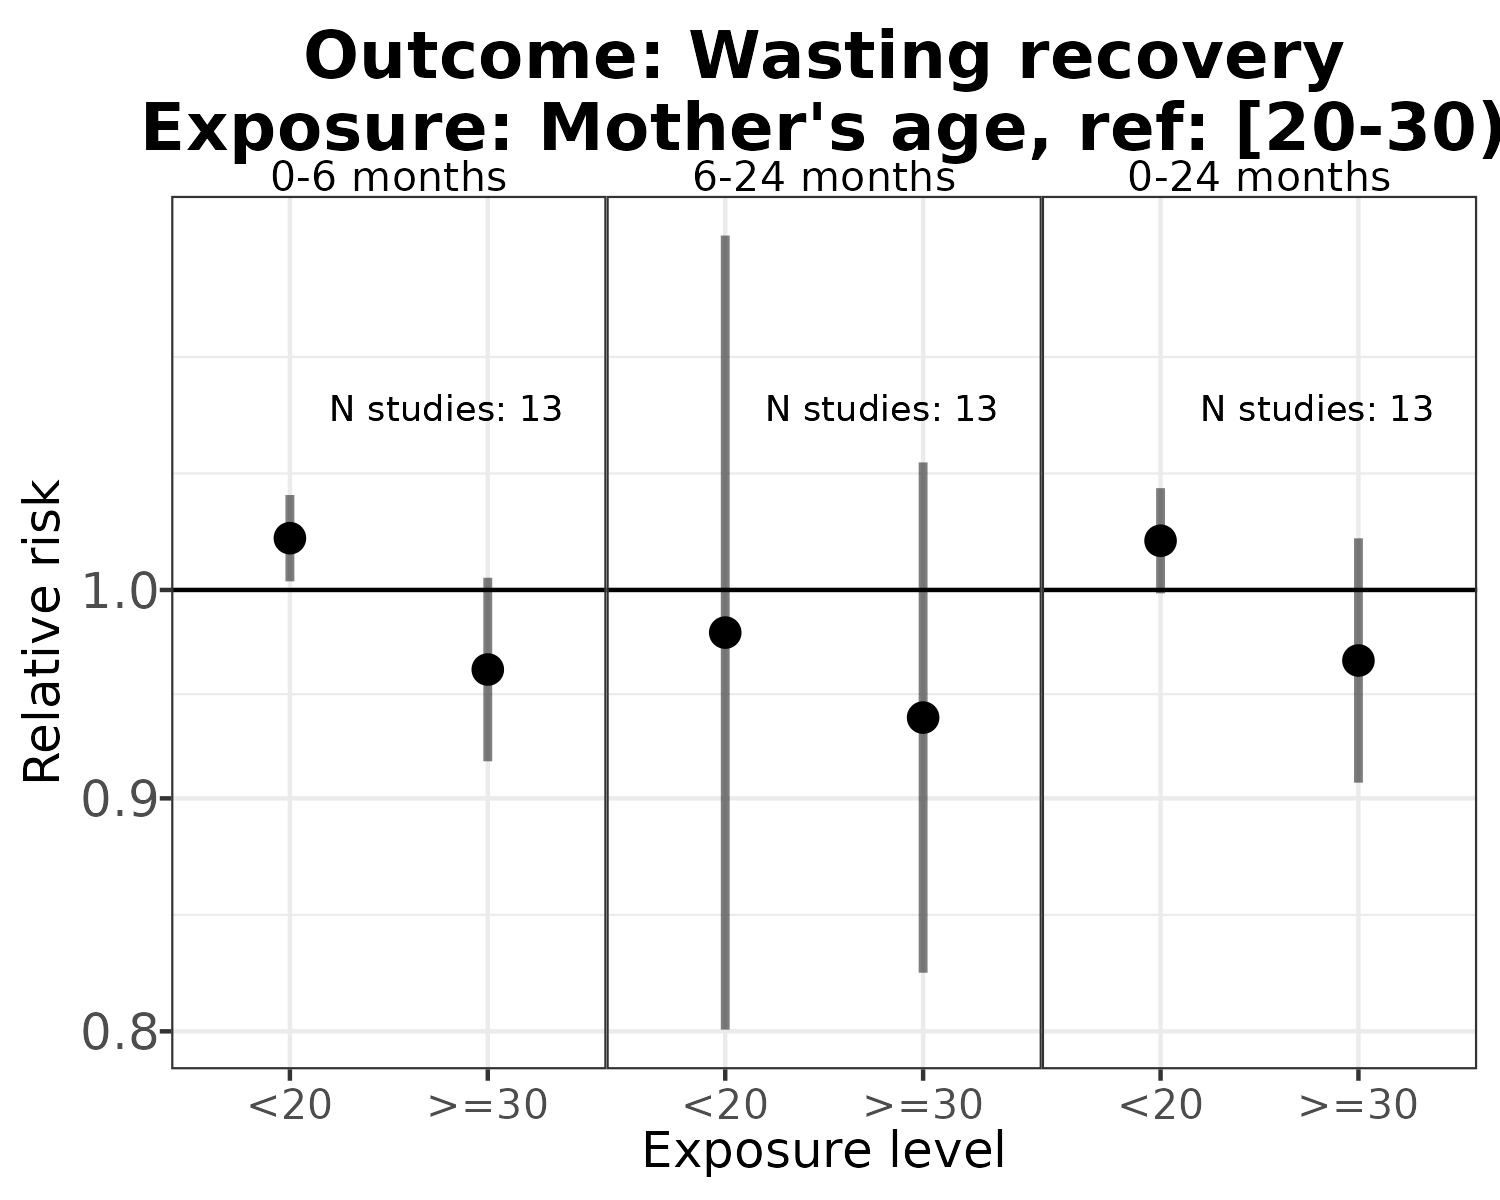 Outcome: Wasting recovery
Exposure: Mother's age, ref: [20-30)
0-6 months 6-24 months 0-24 months
N studies: 13 N studies: 13 N studies: 13
Relative risk
1.0
0.9
0.8
<20 >=30 <20 >=30 <20 >=30
Exposure level